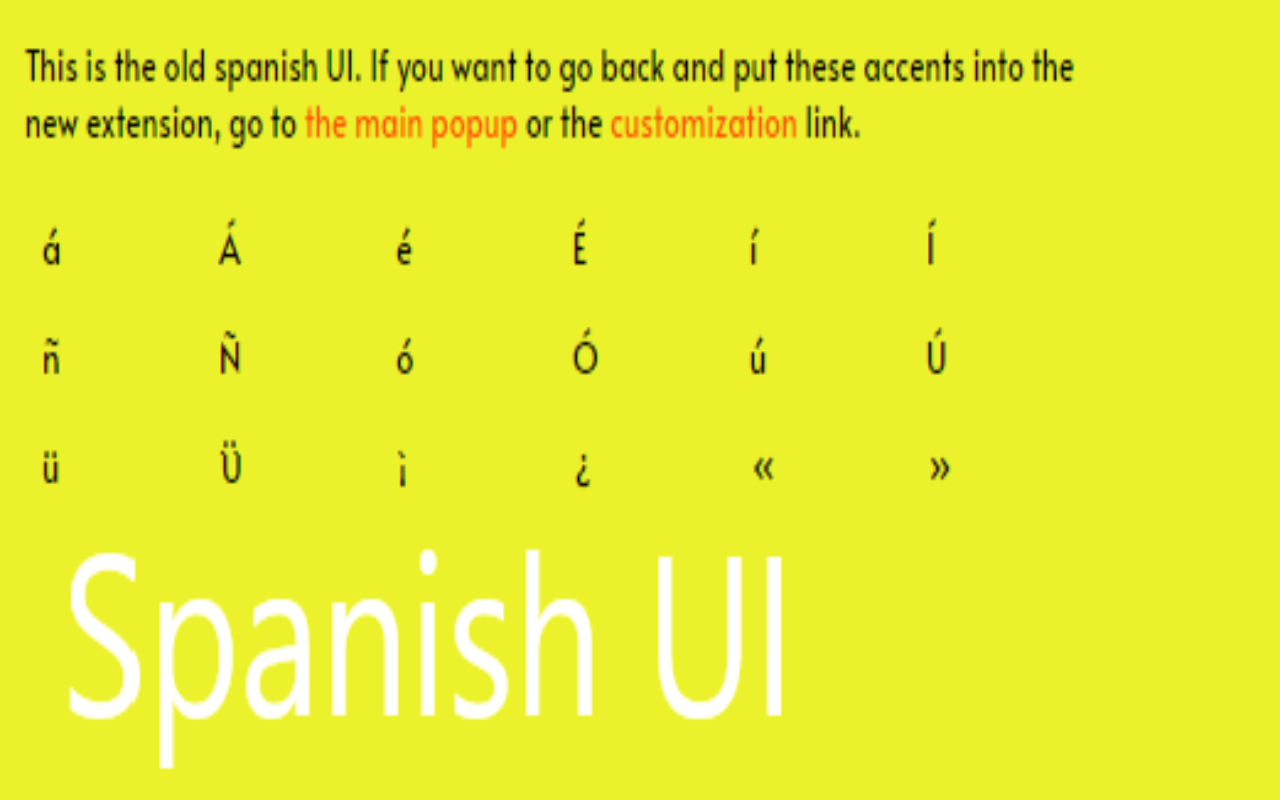 This is the old spanish UI. If you want to go back and put these accents into the
new extension, go to the main popup or the customization link.
á Á é É í Í
ñ Ñ ó Ó ú Ú
ü Ü ì ¿ « »
Spanish UI